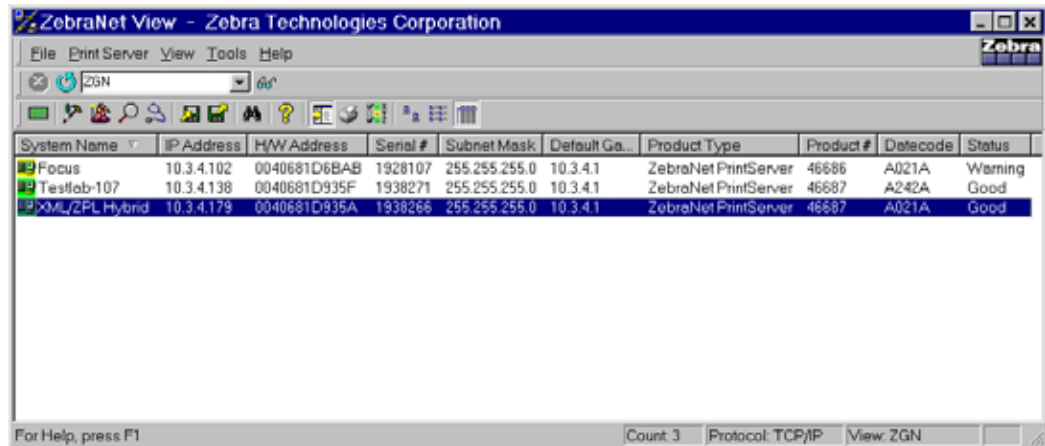 ZebraNet View - Zebra Technologies Corporation
File Print Server View Tools Help Zebra
ZGN
System Name IP Address H/W Address Serial # Subnet Mask Default Ga... Product Type Product # Datecode Status
Focus 10.3.4.102 0040681D6BAB 1928107 255.255.255.0 10.3.4.1 ZebraNet PrintServer 46686 A021A Warning
Testlab-107 10.3.4.138 0040681D935F 1938271 255.255.255.0 10.3.4.1 ZebraNet PrintServer 46687 A242A Good
XML/ZPL Hybrid 10.3.4.179 0040681D935A 1938266 255.255.255.0 10.3.4.1 ZebraNet PrintServer 46687 A021A Good
For Help, press F1 Count: 3 Protocol: TCP/IP View: ZGN